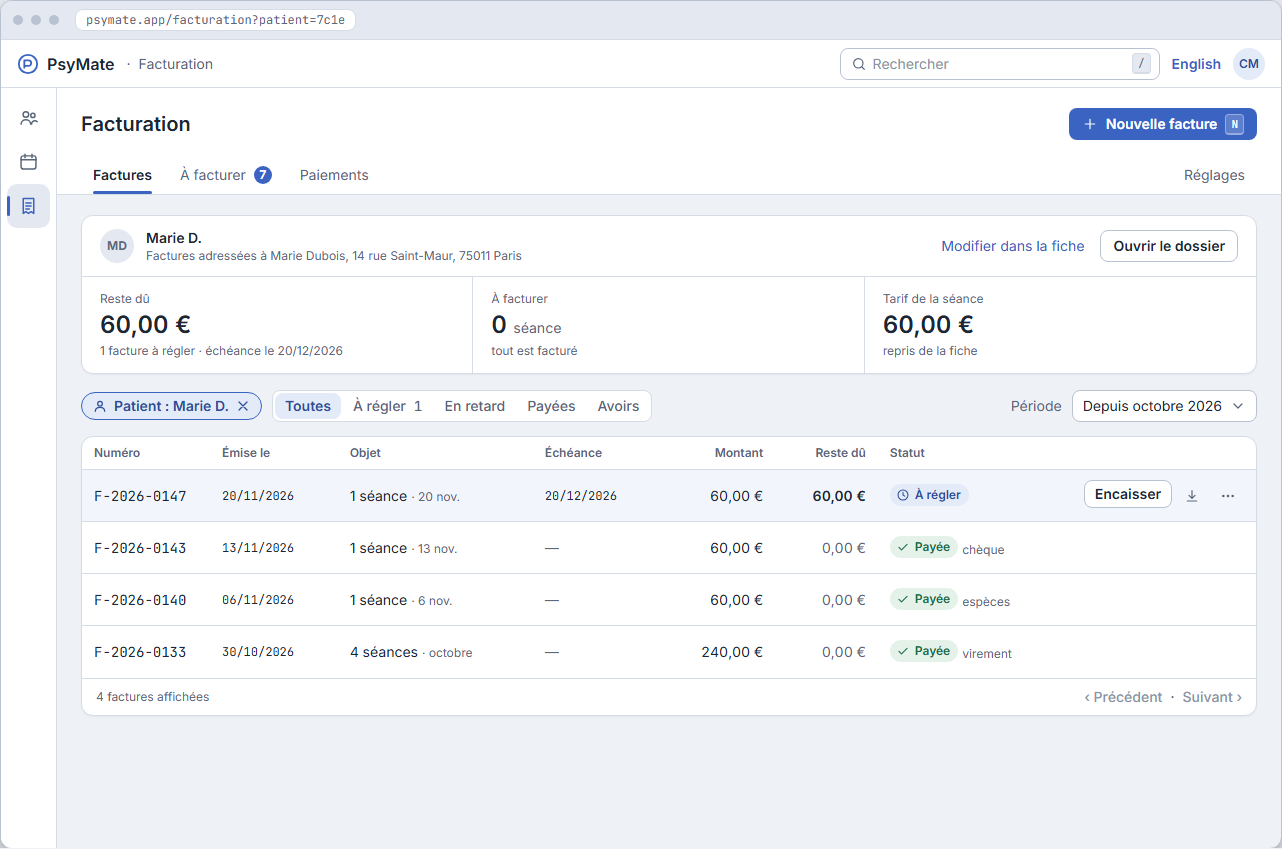 psymate.app/facturation?patient=7c1e
PsyMate · Facturation
Rechercher /
English
CM
Facturation
+ Nouvelle facture N
Factures
À facturer 7
Paiements
Réglages
MD
Marie D.
Factures adressées à Marie Dubois, 14 rue Saint-Maur, 75011 Paris
Modifier dans la fiche
Ouvrir le dossier
Reste dû
60,00 €
1 facture à régler · échéance le 20/12/2026
À facturer
0 séance
tout est facturé
Tarif de la séance
60,00 €
repris de la fiche
Patient : Marie D.
Toutes
À régler 1
En retard
Payées
Avoirs
Période
Depuis octobre 2026
Numéro Émise le Objet Échéance Montant Reste dû Statut
F-2026-0147 20/11/2026 1 séance · 20 nov. 20/12/2026 60,00 € 60,00 € À régler Encaisser ···
F-2026-0143 13/11/2026 1 séance · 13 nov. — 60,00 € 0,00 € Payée chèque
F-2026-0140 06/11/2026 1 séance · 6 nov. — 60,00 € 0,00 € Payée espèces
F-2026-0133 30/10/2026 4 séances · octobre — 240,00 € 0,00 € Payée virement
4 factures affichées
‹ Précédent · Suivant ›